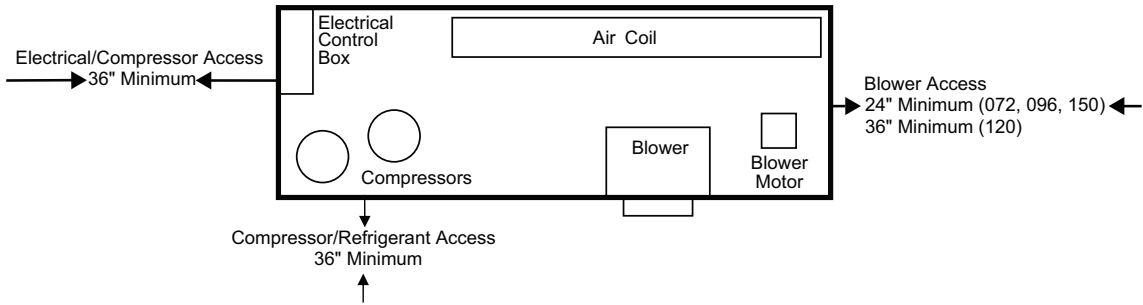 Electrical
Control
Box
Air Coil
Electrical/Compressor Access
36" Minimum
Blower Access
24" Minimum (072, 096, 150)
36" Minimum (120)
Compressors
Blower
Blower
Motor
Compressor/Refrigerant Access
36" Minimum